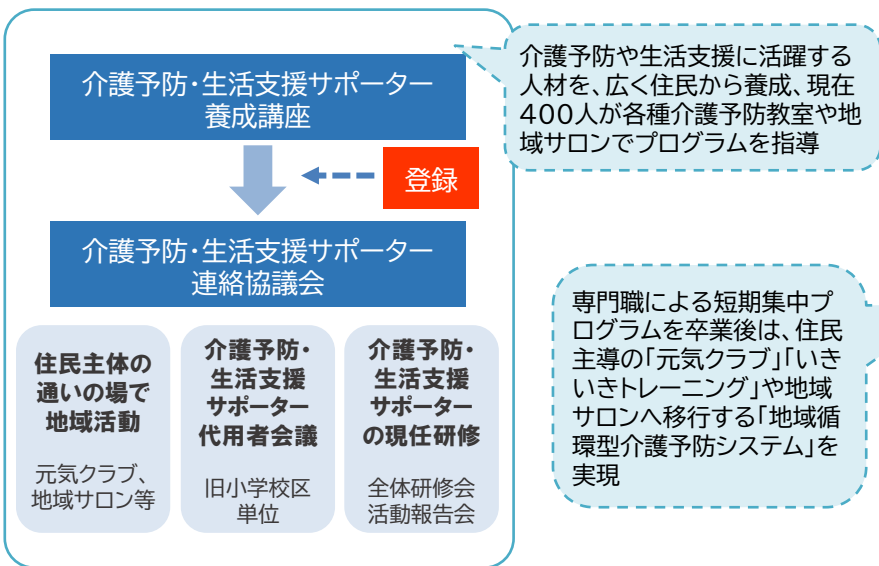 介護予防・生活支援サポーター
養成講座
介護予防や生活支援に活躍する
人材を、広く住民から養成、現在
400人が各種介護予防教室や地
域サロンでプログラムを指導
登録
介護予防・生活支援サポーター
連絡協議会
住民主体の
通いの場で
地域活動
元気クラブ、
地域サロン等
介護予防・
生活支援
サポーター
代用者会議
旧小学校区
単位
介護予防・
生活支援
サポーター
の現任研修
全体研修会
活動報告会
専門職による短期集中プ
ログラムを卒業後は、住民
主導の「元気クラブ」「いき
いきトレーニング」や地域
サロンへ移行する「地域循
環型介護予防システム」を
実現